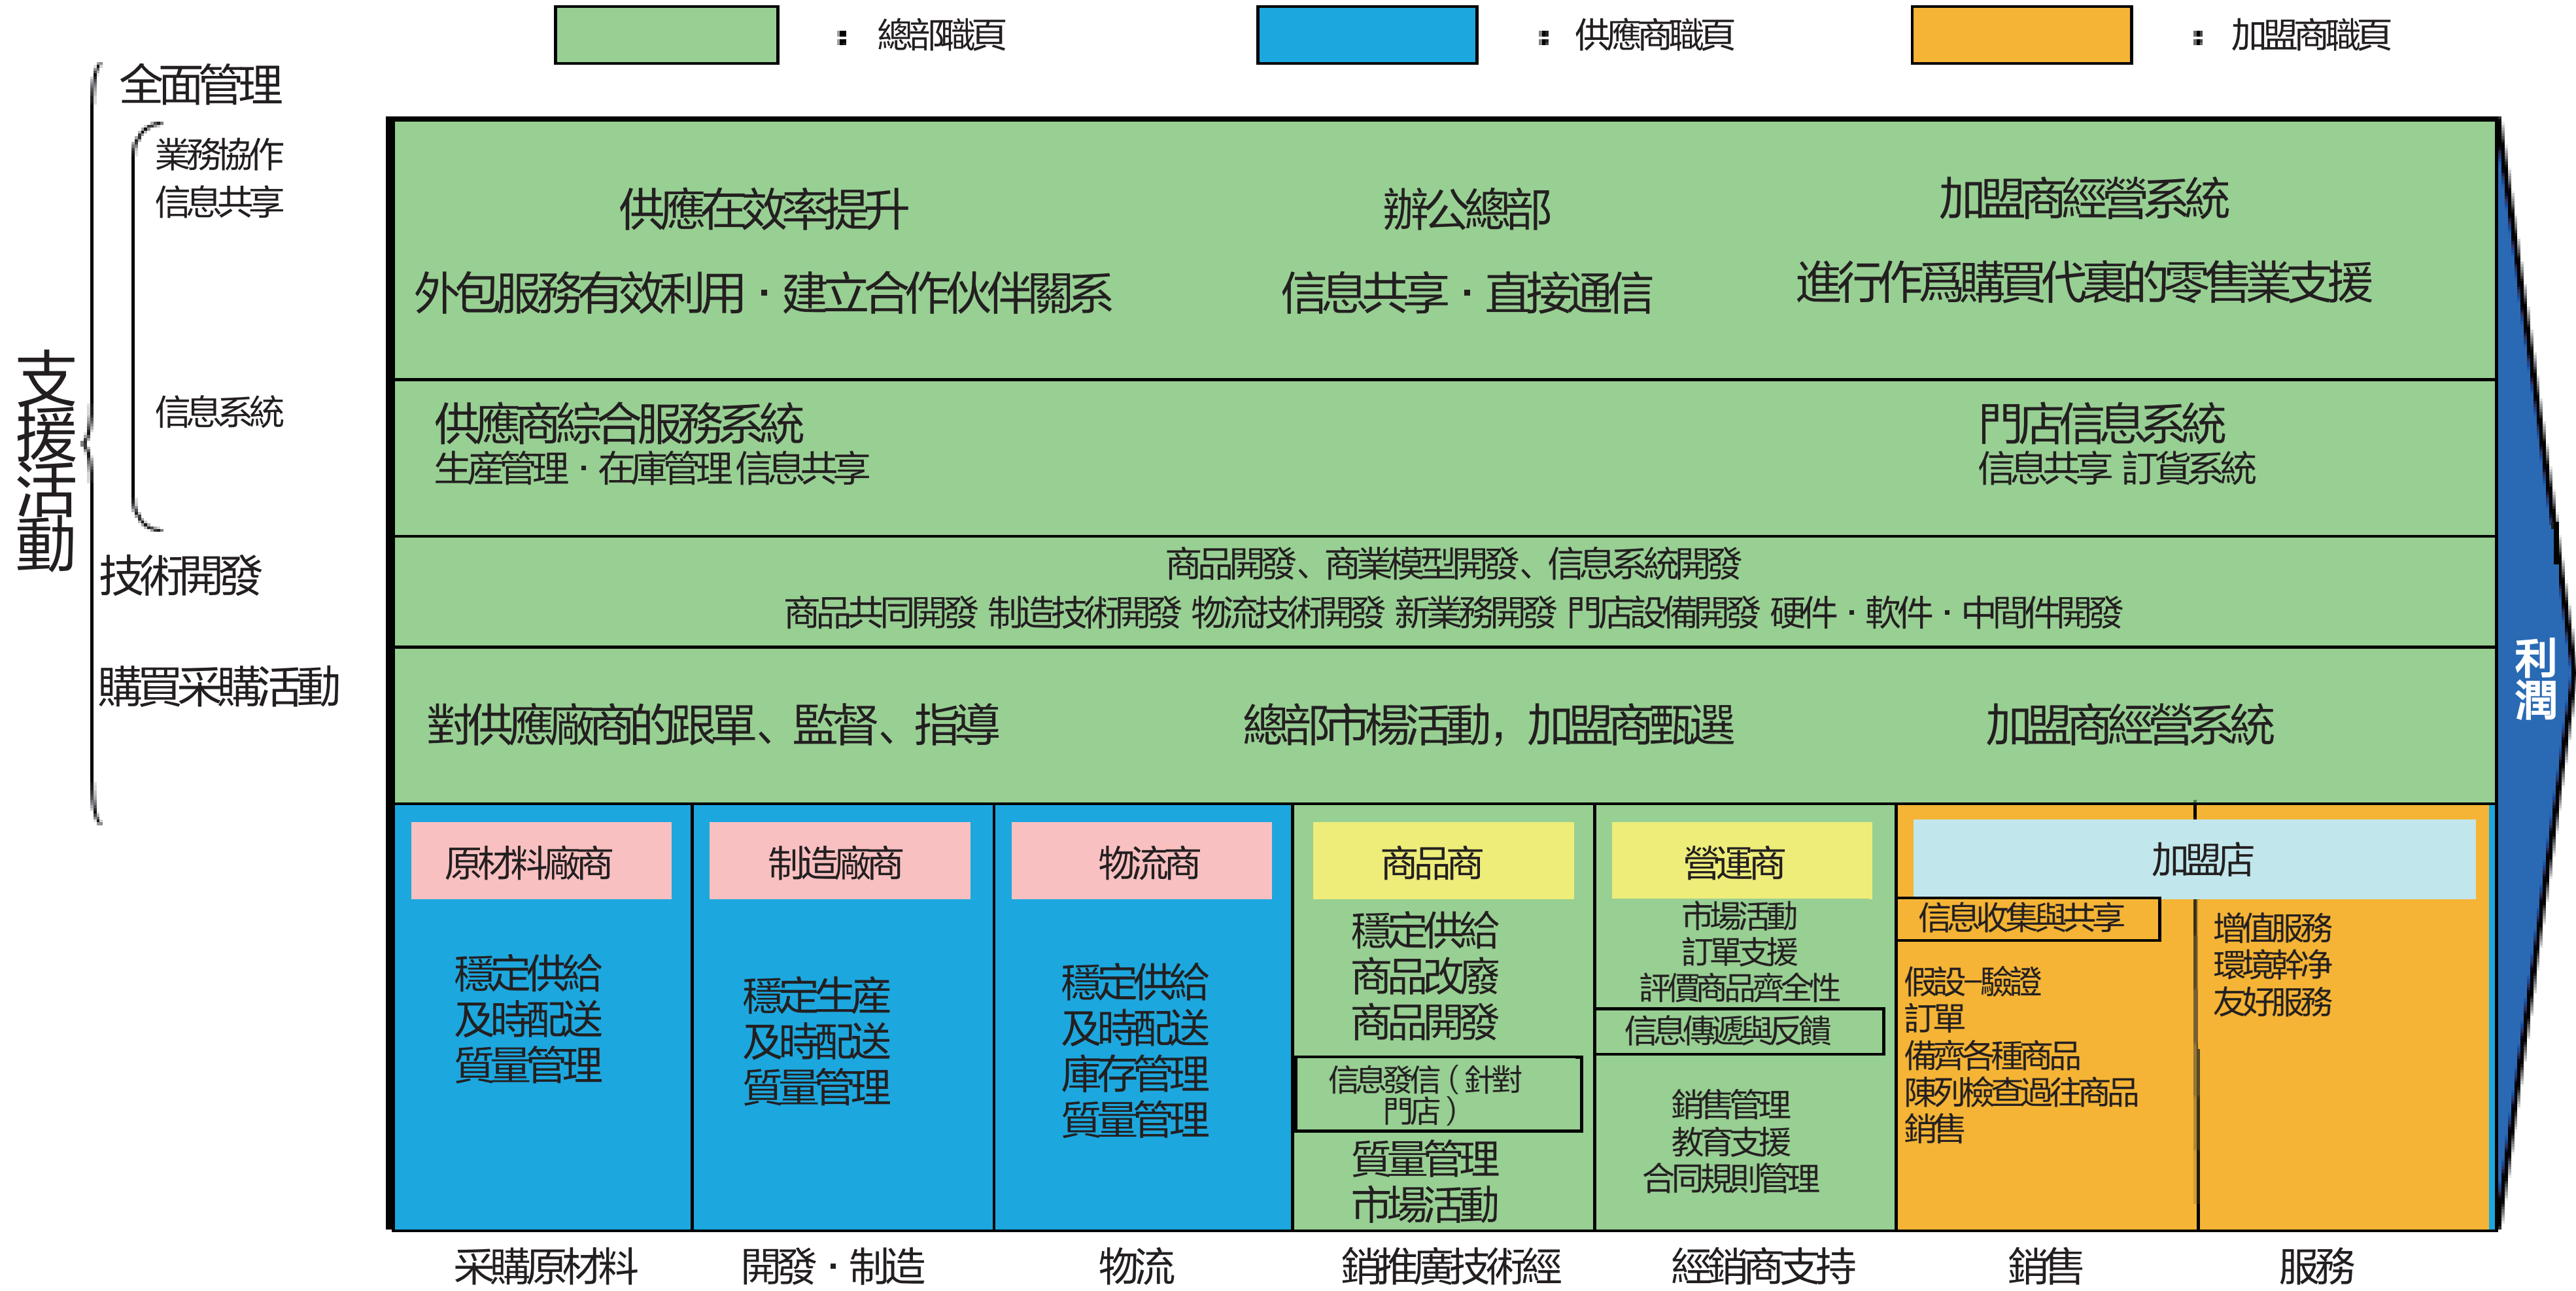 ： 總部職頁
： 供應商職頁
： 加盟商職頁
支援活動
全面管理
業務協作
信息共享
信息系統
技術開發
購買采購活動
供應在效率提升
外包服務有效利用・建立合作伙伴關系
辦公總部
信息共享・直接通信
加盟商經營系統
進行作爲購買代裏的零售業支援
供應商綜合服務系統
生産管理・在庫管理 信息共享
門店信息系統
信息共享 訂貨系統
商品開發、商業模型開發、信息系統開發
商品共同開發 制造技術開發 物流技術開發 新業務開發 門店設備開發 硬件・軟件・中間件開發
對供應廠商的跟單、監督、指導
總部市楊活動，加盟商甄選
加盟商經營系統
利潤
原材料廠商
穩定供給
及時配送
質量管理
制造廠商
穩定生産
及時配送
質量管理
物流商
穩定供給
及時配送
庫存管理
質量管理
商品商
穩定供給
商品改廢
商品開發
信息發信（針對
門店）
質量管理
市場活動
營運商
市場活動
訂單支援
評價商品齊全性
信息傳遞與反饋
銷售管理
教育支援
合同規則管理
加盟店
信息收集與共享
假設–驗證
訂單
備齊各種商品
陳列檢查過往商品
銷售
增值服務
環境幹净
友好服務
采購原材料
開發・制造
物流
銷推廣技術經
經銷商支持
銷售
服務